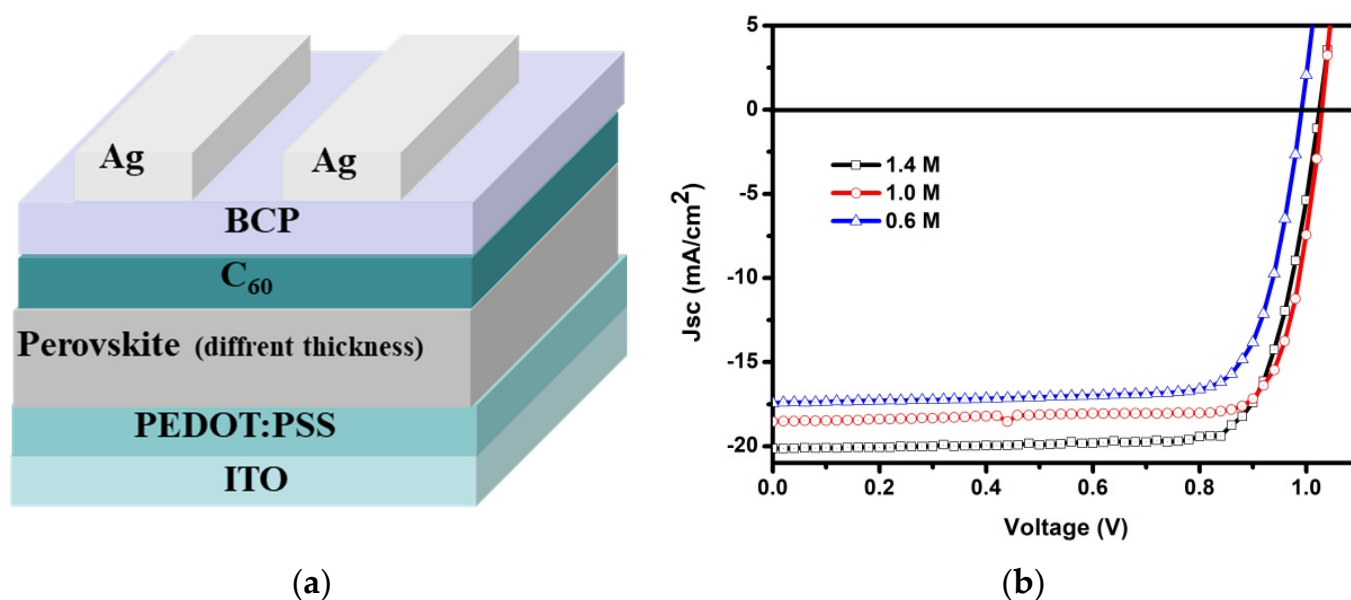 Ag
Ag
BCP
C₆₀
Perovskite (diffrent thickness)
PEDOT:PSS
ITO
(a)
5
0
-5
-10
-15
-20
Jsc (mA/cm²)
1.4 M
1.0 M
0.6 M
0.0 0.2 0.4 0.6 0.8 1.0
Voltage (V)
(b)